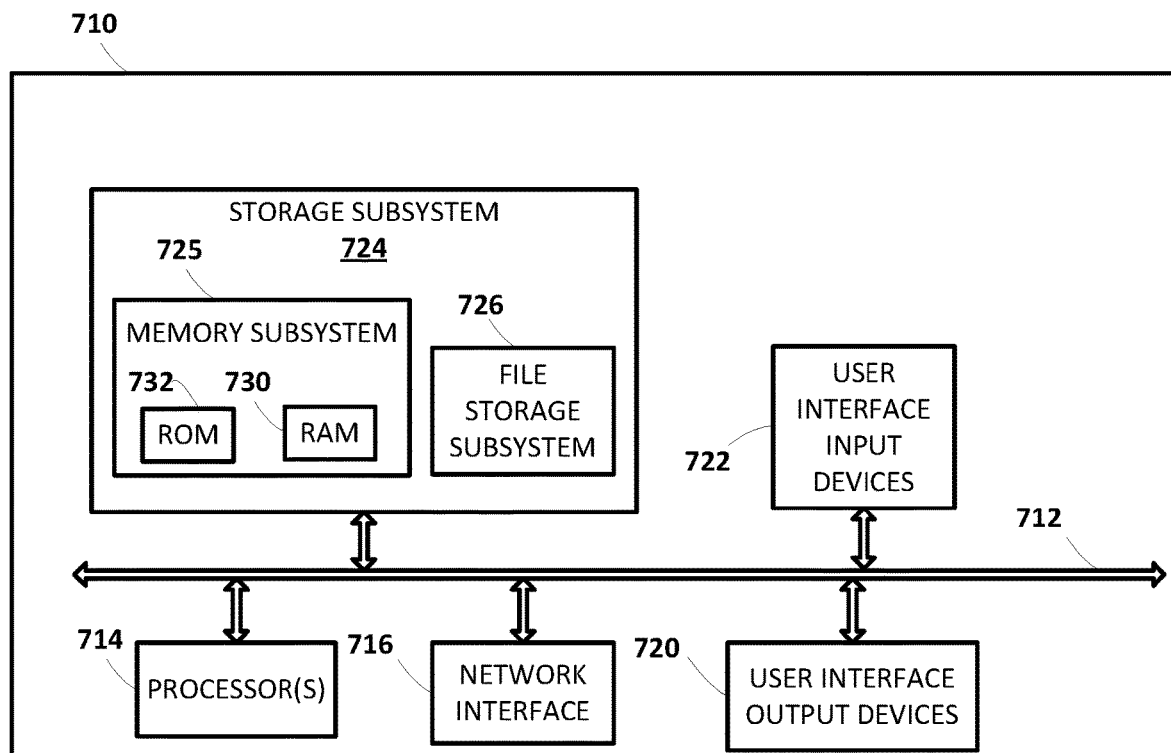 710
STORAGE SUBSYSTEM
724
725
MEMORY SUBSYSTEM
732
ROM
730
RAM
726
FILE
STORAGE
SUBSYSTEM
USER
INTERFACE
INPUT
DEVICES
722
712
714
PROCESSOR(S)
716
NETWORK
INTERFACE
720
USER INTERFACE
OUTPUT DEVICES